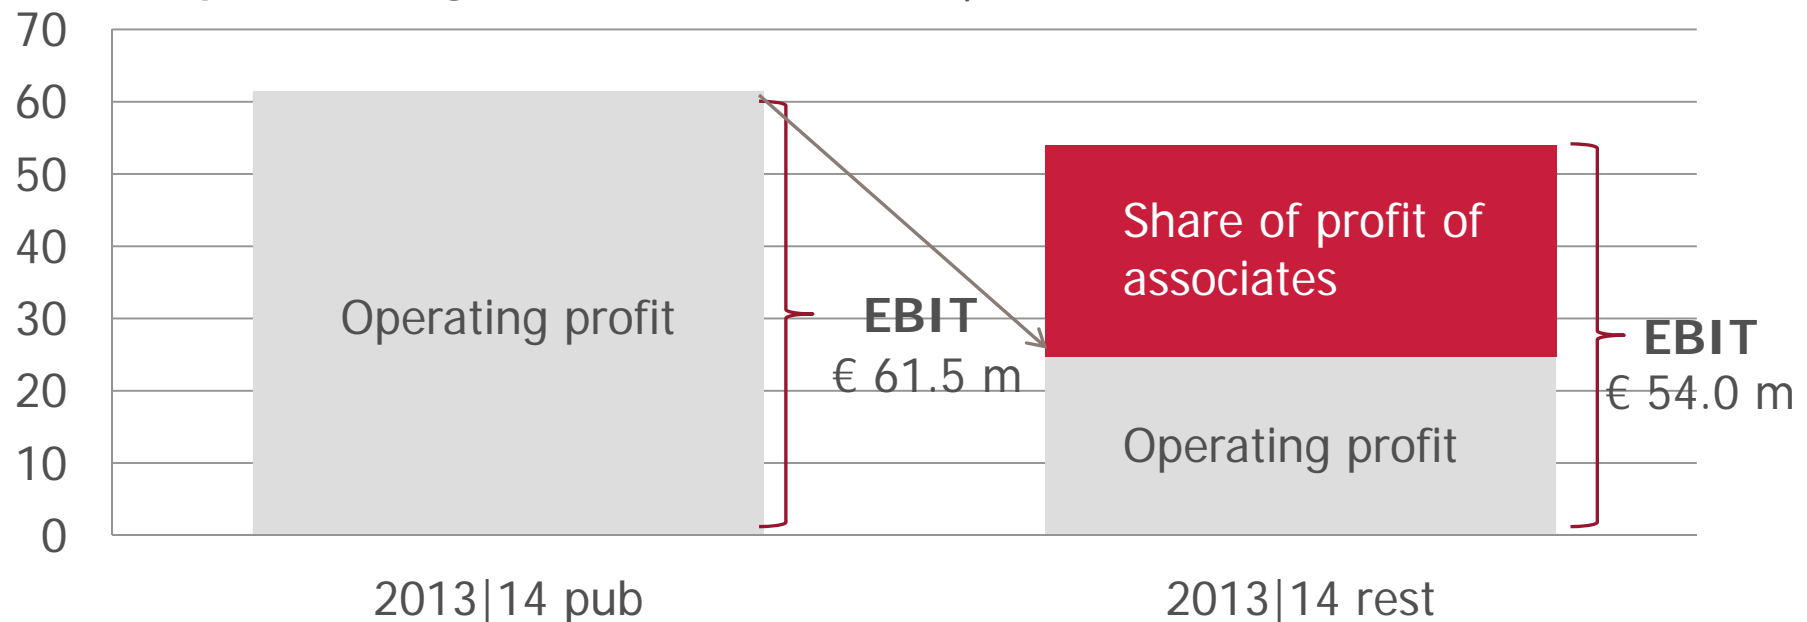 70
60
50
40
30
20
10
0
Operating profit
EBIT
€ 61.5 m
Share of profit of
associates
Operating profit
EBIT
€ 54.0 m
2013|14 pub
2013|14 rest